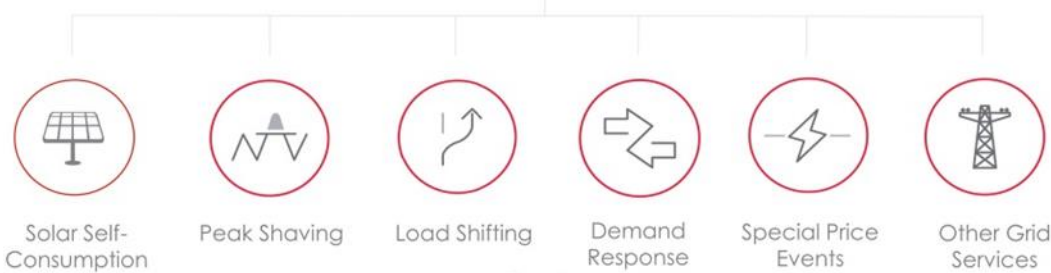 Solar Self-
Consumption
Peak Shaving
Load Shifting
Demand
Response
Special Price
Events
Other Grid
Services